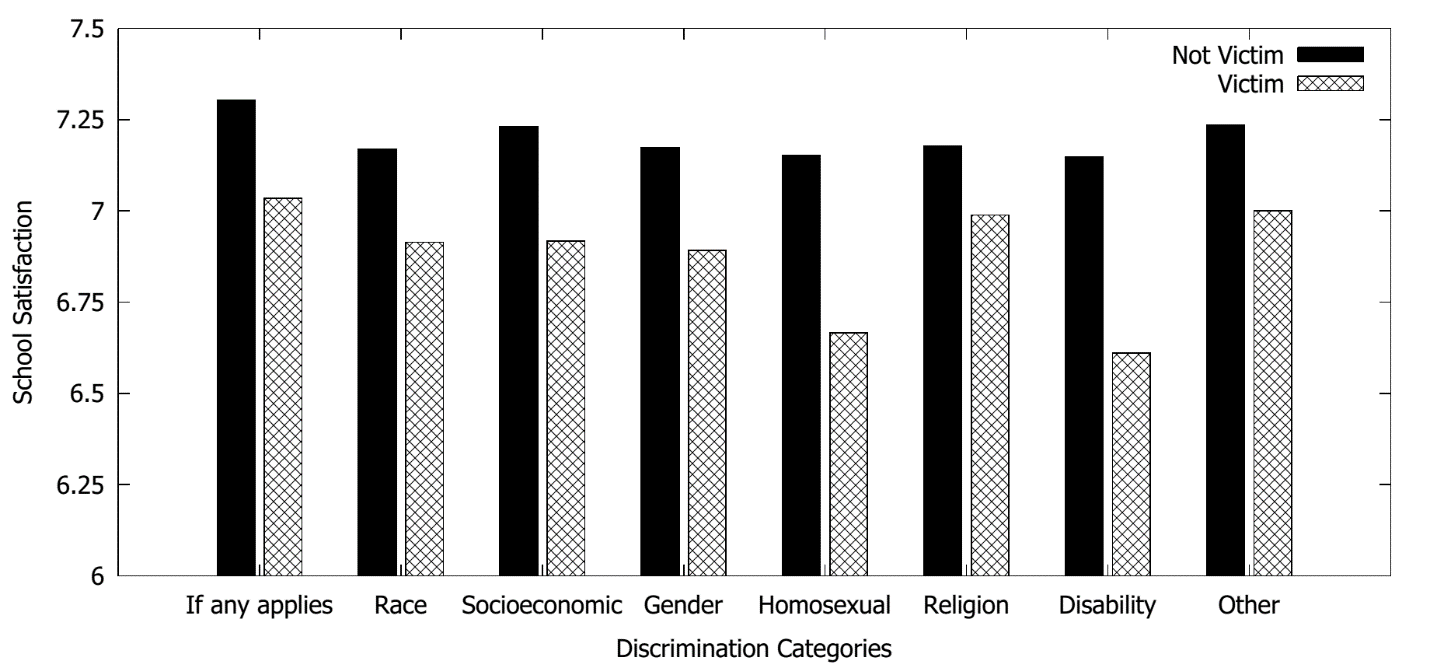 7.5
Not Victim
Victim
7.25
7
6.75
6.5
6.25
6
School Satisfaction
If any applies Race Socioeconomic Gender Homosexual Religion Disability Other
Discrimination Categories